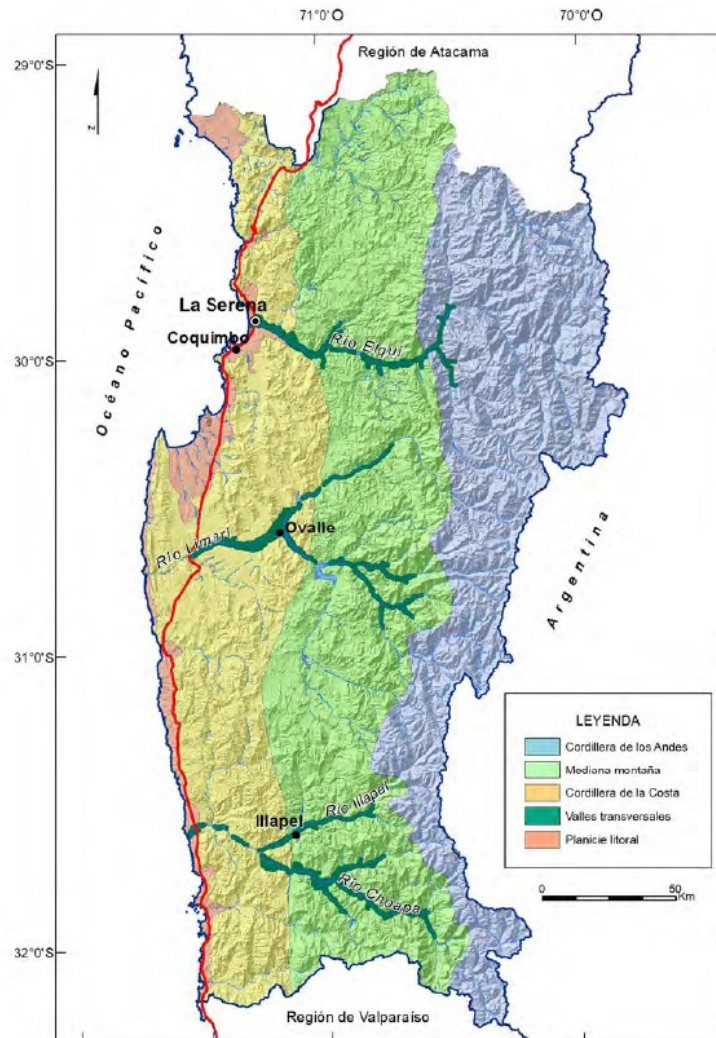 71°0'O
70°0'O
Región de Atacama
29°0'S
z
Océano Pacífico
La Serena
Coquimbo
Río Elqui
30°0'S
Río Limarí
Ovalle
Argentina
31°0'S
LEYENDA
Cordillera de los Andes
Mediana montaña
Cordillera de la Costa
Valles transversales
Planicie litoral
Río Illapel
Illapel
Río Choapa
0 50
Km
32°0'S
Región de Valparaíso